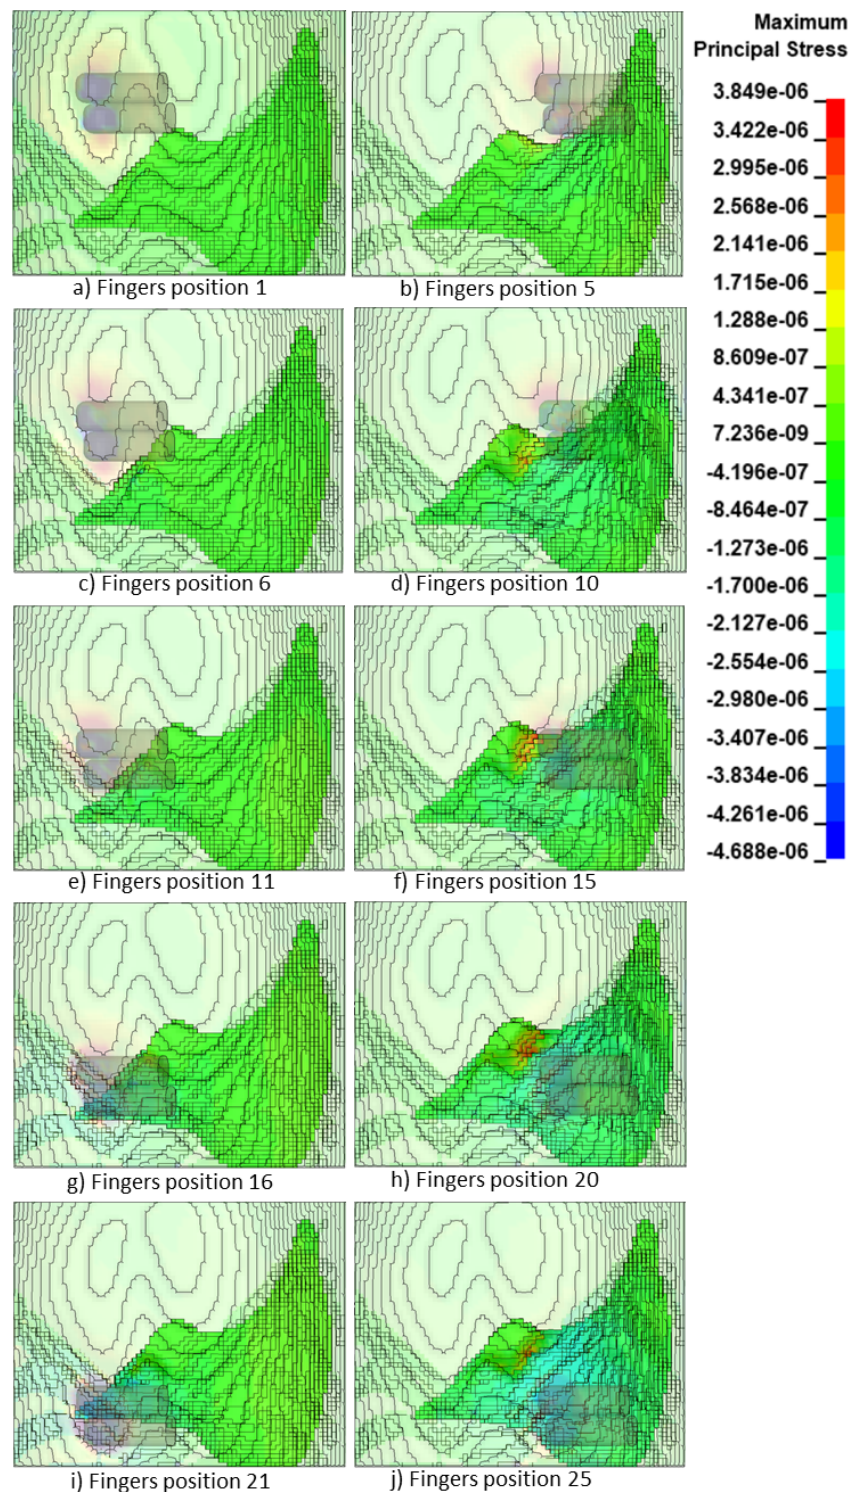 Maximum
Principal Stress
3.849e-06
3.422e-06
2.995e-06
2.568e-06
2.141e-06
1.715e-06
1.288e-06
8.609e-07
4.341e-07
7.236e-09
-4.196e-07
-8.464e-07
-1.273e-06
-1.700e-06
-2.127e-06
-2.554e-06
-2.980e-06
-3.407e-06
-3.834e-06
-4.261e-06
-4.688e-06
a) Fingers position 1
b) Fingers position 5
c) Fingers position 6
d) Fingers position 10
e) Fingers position 11
f) Fingers position 15
g) Fingers position 16
h) Fingers position 20
i) Fingers position 21
j) Fingers position 25